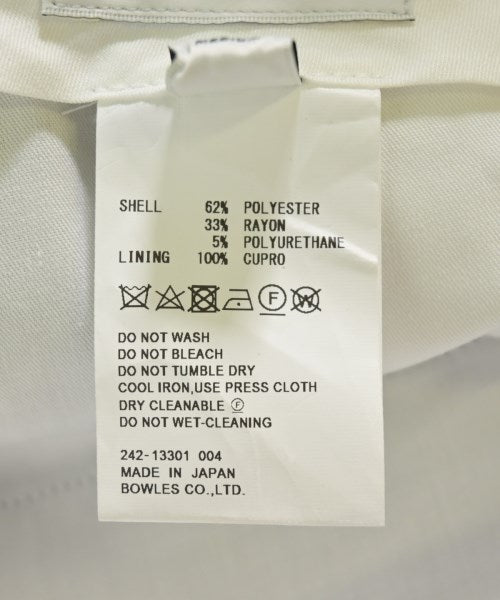 SHELL 62% POLYESTER
33% RAYON
5% POLYURETHANE
LINING 100% CUPRO
DO NOT WASH
DO NOT BLEACH
DO NOT TUMBLE DRY
COOL IRON,USE PRESS CLOTH
DRY CLEANABLE Ⓕ
DO NOT WET-CLEANING
242-13301 004
MADE IN JAPAN
BOWLES CO.,LTD.